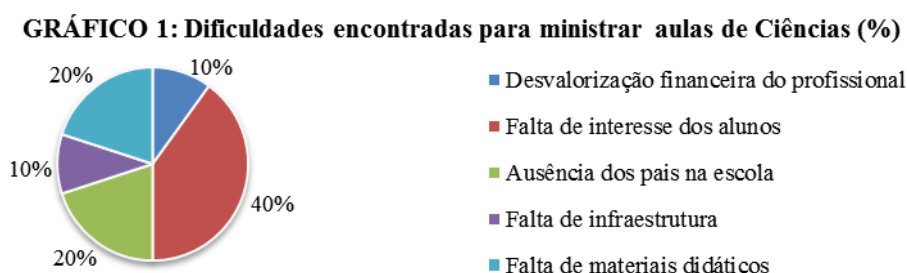 GRÁFICO 1: Dificuldades encontradas para ministrar aulas de Ciências (%)
20%
10%
10%
40%
20%
Desvalorização financeira do profissional
Falta de interesse dos alunos
Ausência dos pais na escola
Falta de infraestrutura
Falta de materiais didáticos